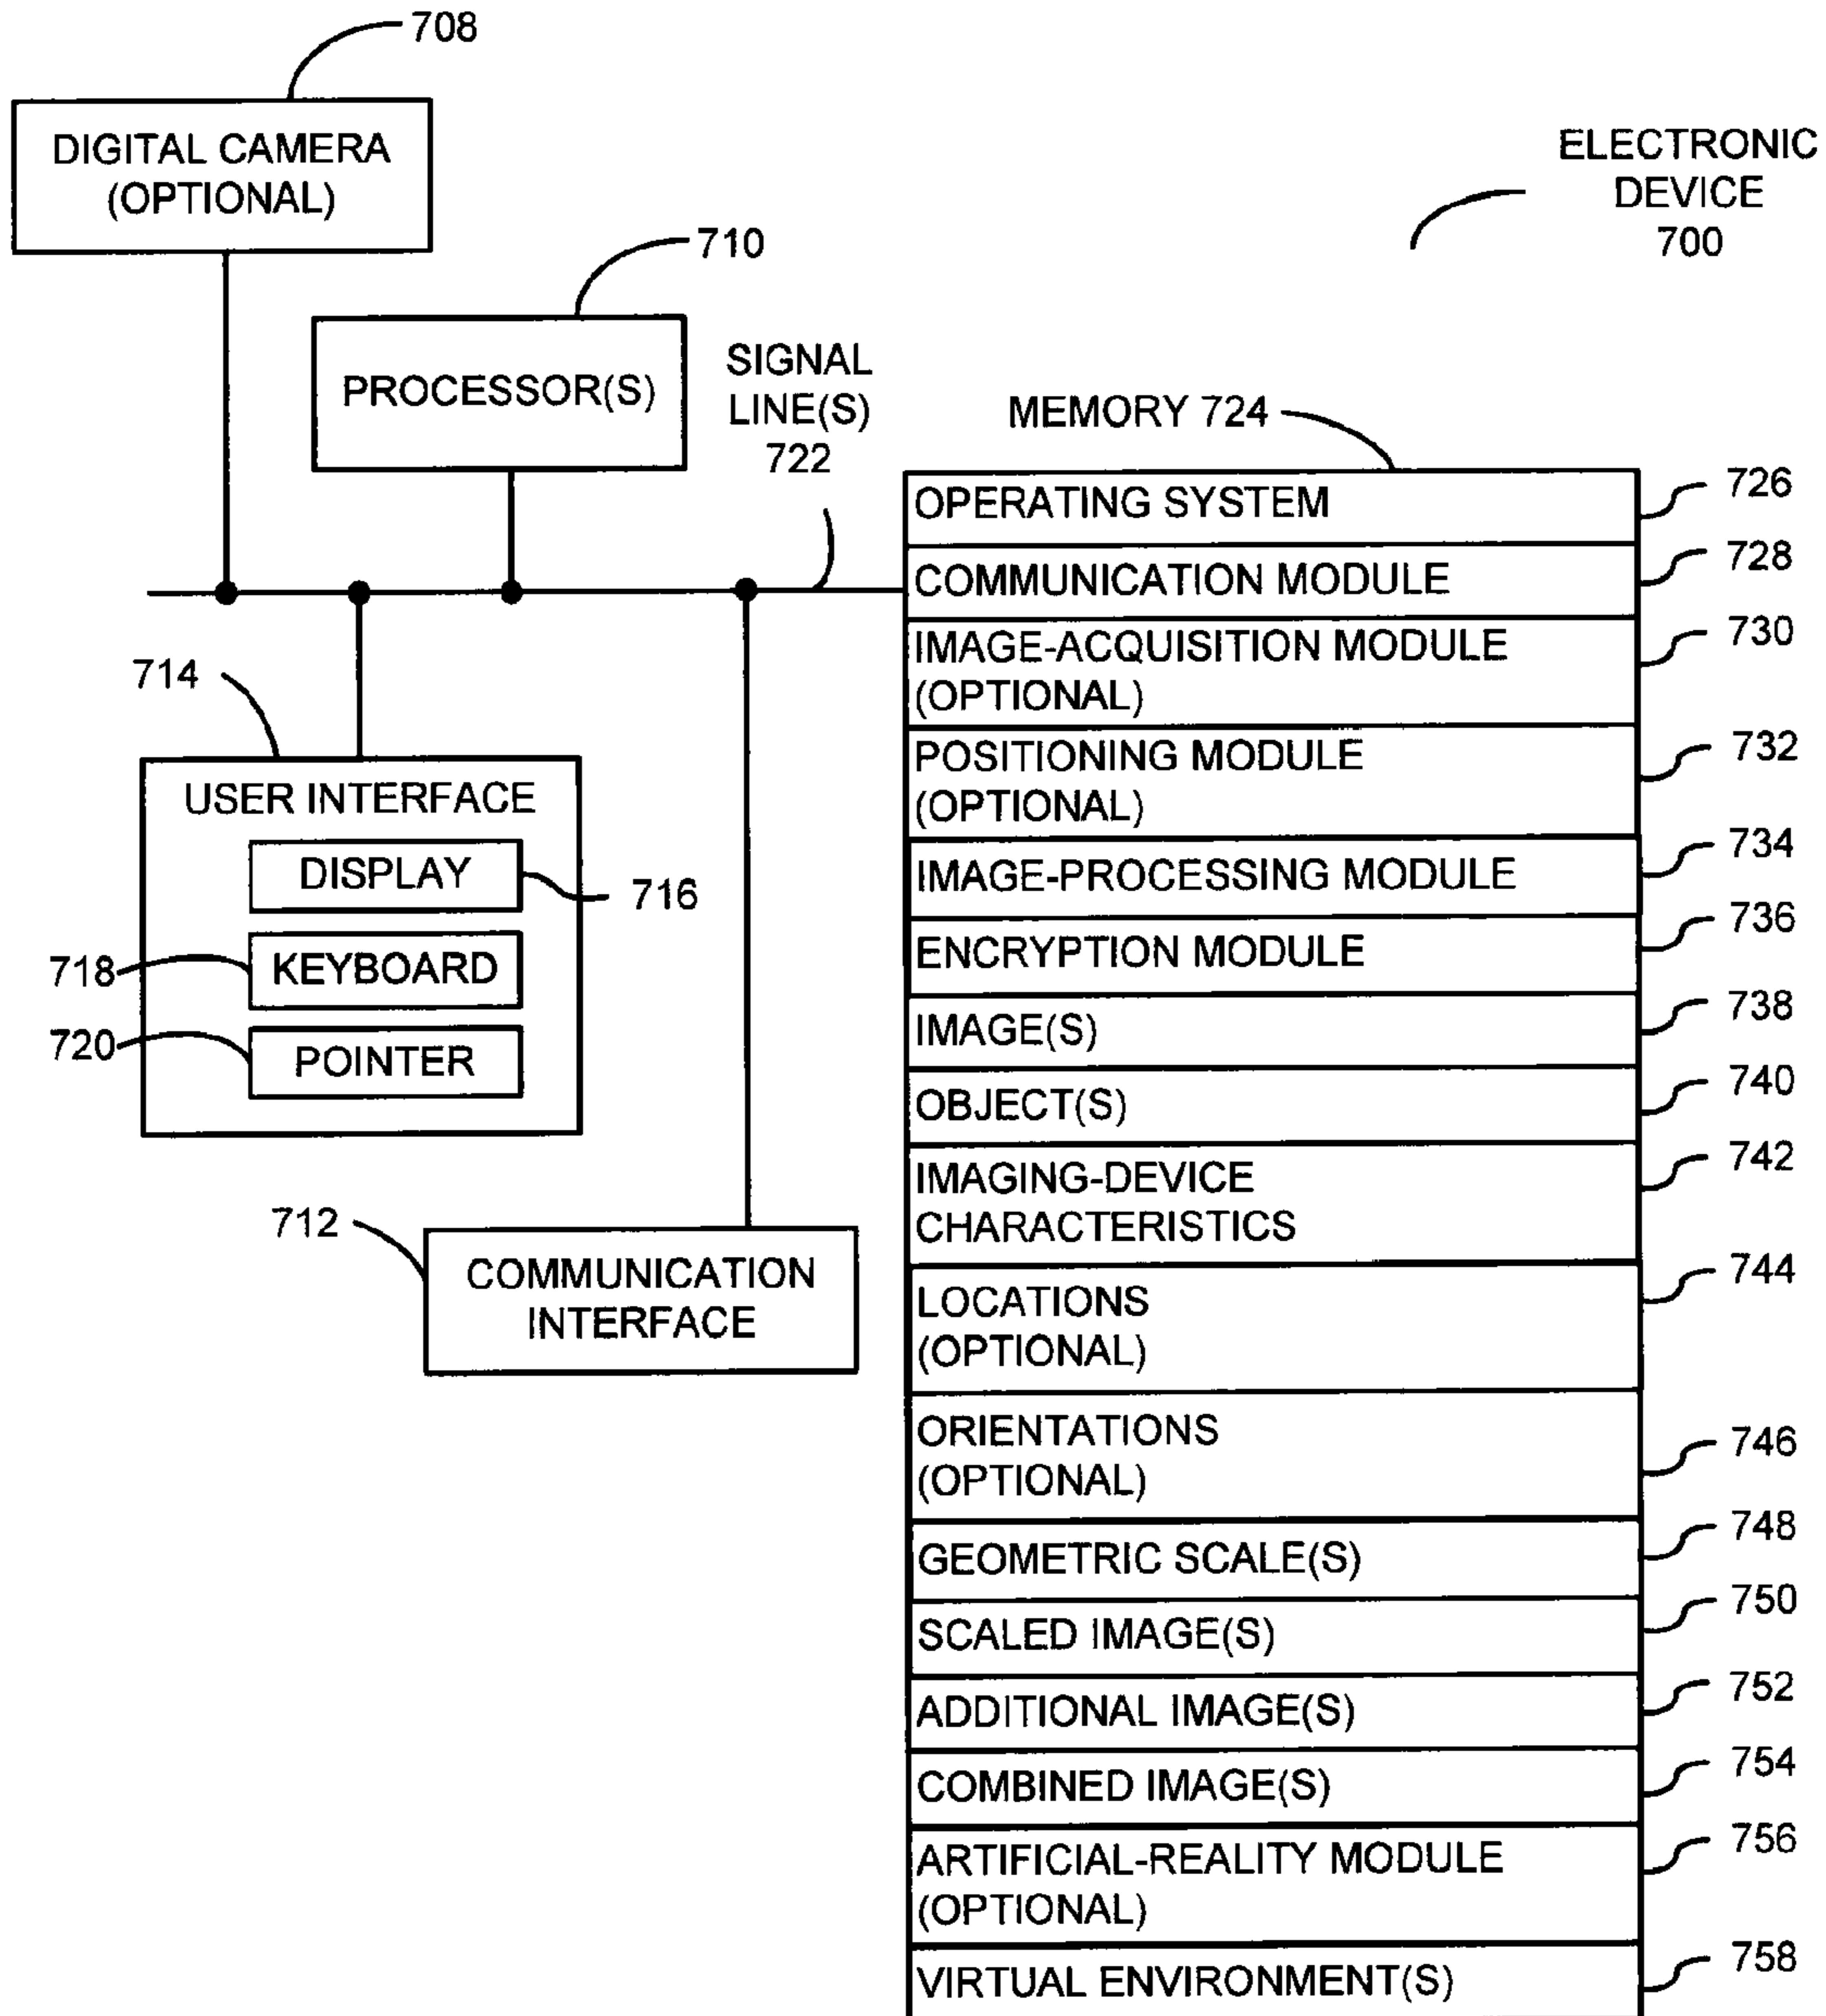 708
DIGITAL CAMERA
(OPTIONAL)
ELECTRONIC
DEVICE
700
710
PROCESSOR(S)
SIGNAL
LINE(S)
722
MEMORY 724
OPERATING SYSTEM
726
COMMUNICATION MODULE
728
IMAGE-ACQUISITION MODULE
(OPTIONAL)
730
POSITIONING MODULE
(OPTIONAL)
732
IMAGE-PROCESSING MODULE
734
ENCRYPTION MODULE
736
IMAGE(S)
738
OBJECT(S)
740
IMAGING-DEVICE
CHARACTERISTICS
742
LOCATIONS
(OPTIONAL)
744
ORIENTATIONS
(OPTIONAL)
746
GEOMETRIC SCALE(S)
748
SCALED IMAGE(S)
750
ADDITIONAL IMAGE(S)
752
COMBINED IMAGE(S)
754
ARTIFICIAL-REALITY MODULE
(OPTIONAL)
756
VIRTUAL ENVIRONMENT(S)
758
714
USER INTERFACE
DISPLAY
716
718
KEYBOARD
720
POINTER
712
COMMUNICATION
INTERFACE